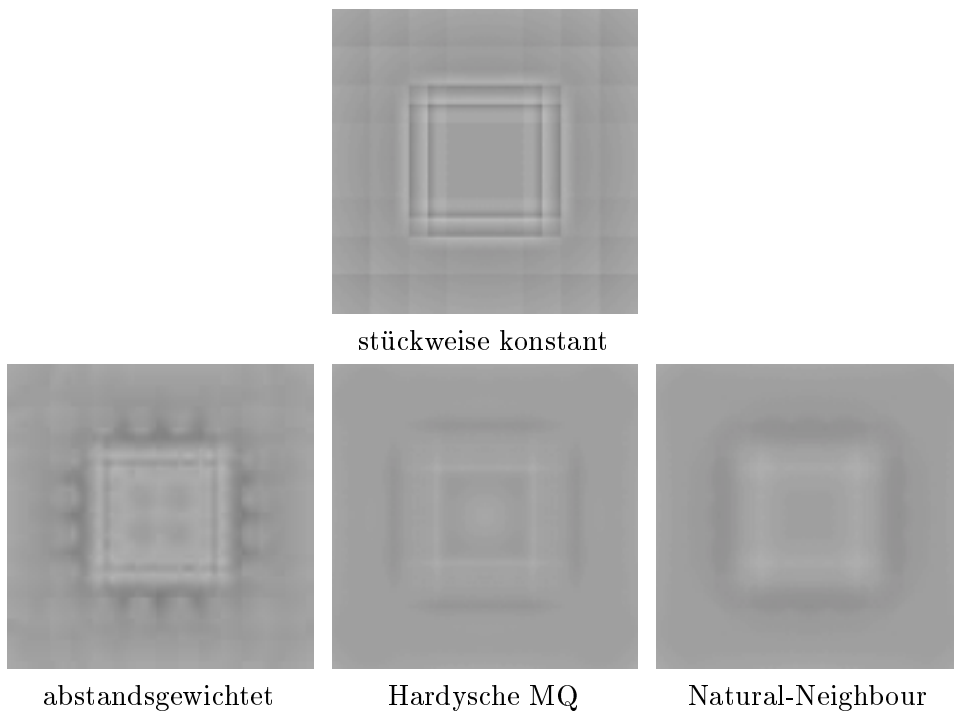 stückweise konstant
abstandsgewichtet
Hardysche MQ
Natural-Neighbour